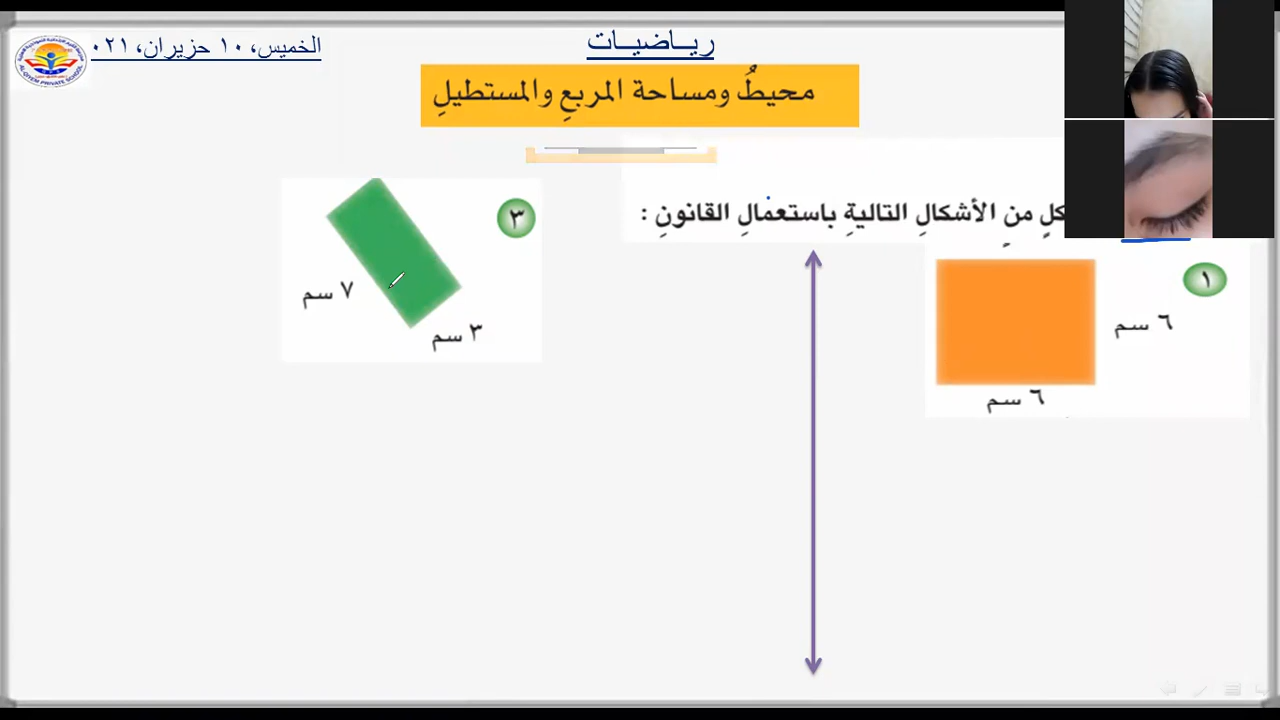 رياضيات
الخميس، ١٠ حزيران، ٠٢١
محيطُ ومساحة المربعِ والمستطيلِ
كلٍ منِ الأشكالِ التاليةِ باستعمالِ القانونِ :
١
٦ سم
٦ سم
٣
٧ سم
٣ سم